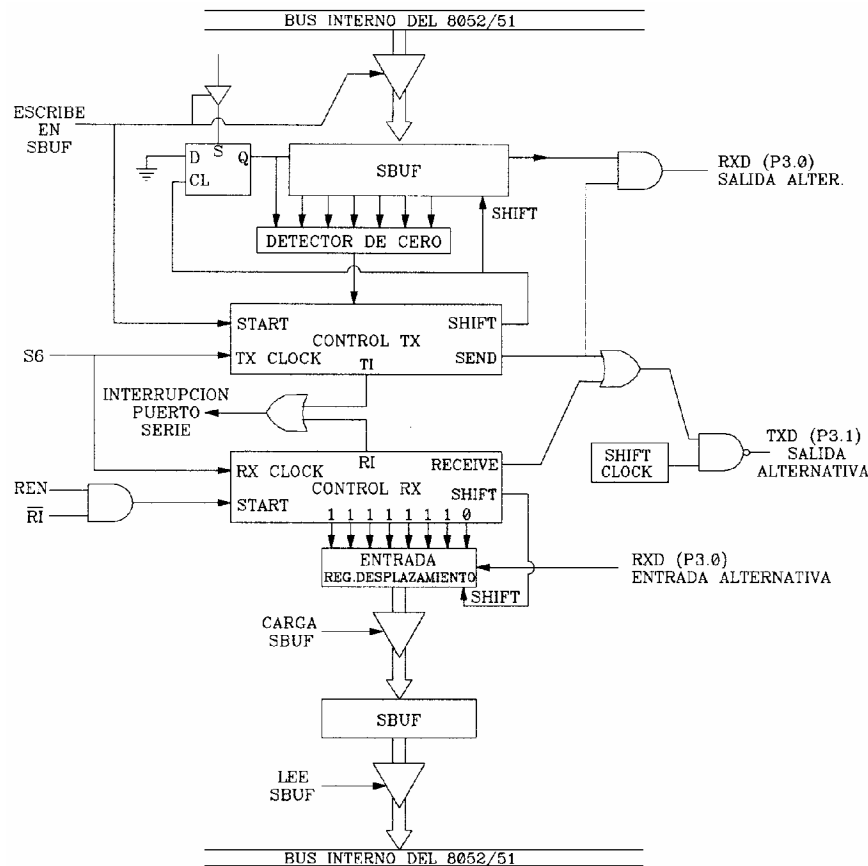 BUS INTERNO DEL 8052/51
ESCRIBE
EN
SBUF
D S Q
CL
SBUF
RXD (P3.0)
SALIDA ALTER.
SHIFT
DETECTOR DE CERO
START
SHIFT
CONTROL TX
S6
TX CLOCK
SEND
TI
INTERRUPCION
PUERTO
SERIE
TXD (P3.1)
SALIDA
ALTERNATIVA
SHIFT
CLOCK
RI
RX CLOCK
RECEIVE
CONTROL RX
REN
SHIFT
START
RI
1 1 1 1 1 1 1 0
ENTRADA
REG.DESPLAZAMIENTO
RXD (P3.0)
ENTRADA ALTERNATIVA
SHIFT
CARGA
SBUF
SBUF
LEE
SBUF
BUS INTERNO DEL 8052/51